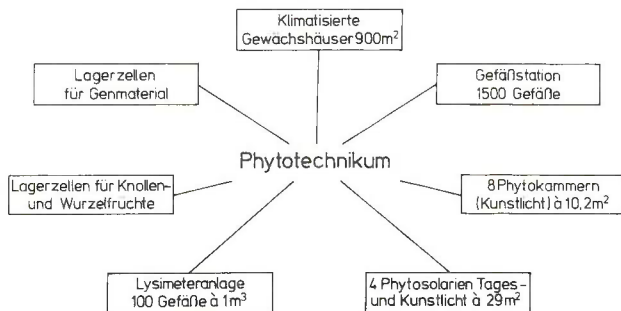 Klimatisierte
Gewächshäuser 900m²
Lagerzellen
für Genmaterial
Gefäßstation
1500 Gefäße
Phytotechnikum
Lagerzellen für Knollen-
und Wurzelfrüchte
8 Phytokammern
(Kunstlicht) à 10,2m²
Lysimeteranlage
100 Gefäße à 1m³
4 Phytosolarien Tages-
und Kunstlicht à 29m²